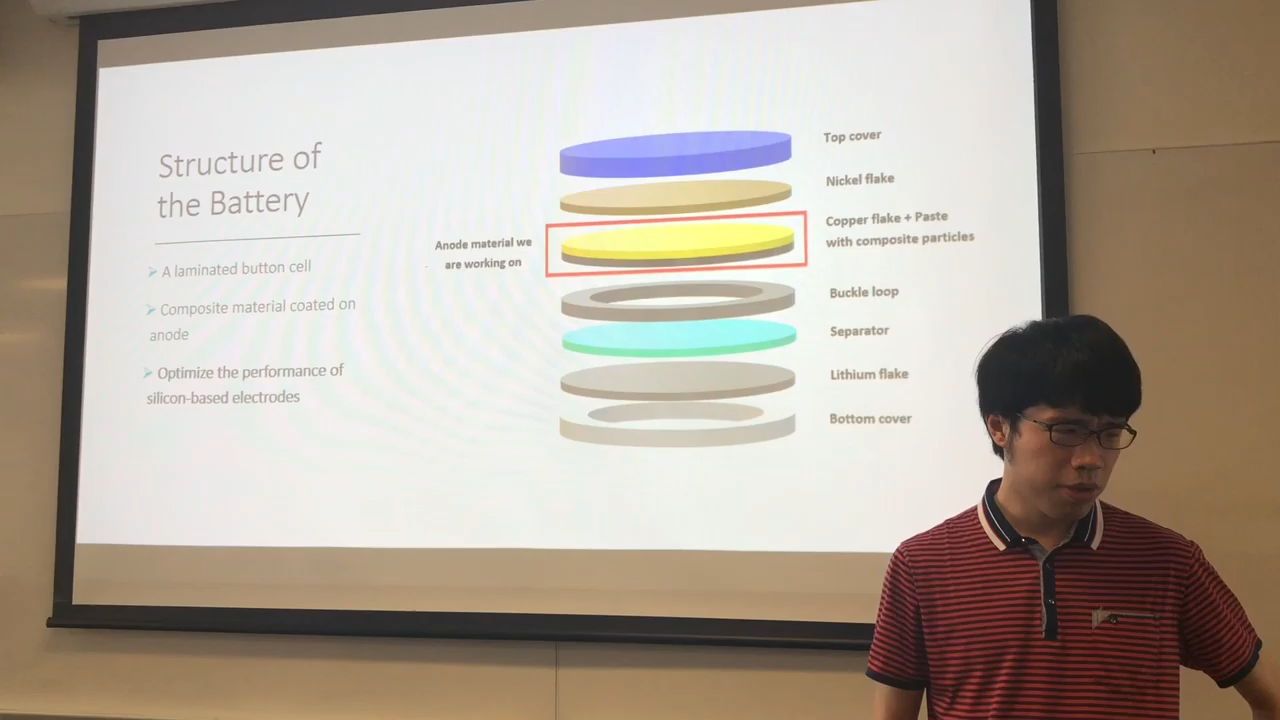 Structure of
the Battery
➢ A laminated button cell
➢ Composite material coated on
anode
➢ Optimize the performance of
silicon-based electrodes
Anode material we
are working on
Top cover
Nickel flake
Copper flake + Paste
with composite particles
Buckle loop
Separator
Lithium flake
Bottom cover